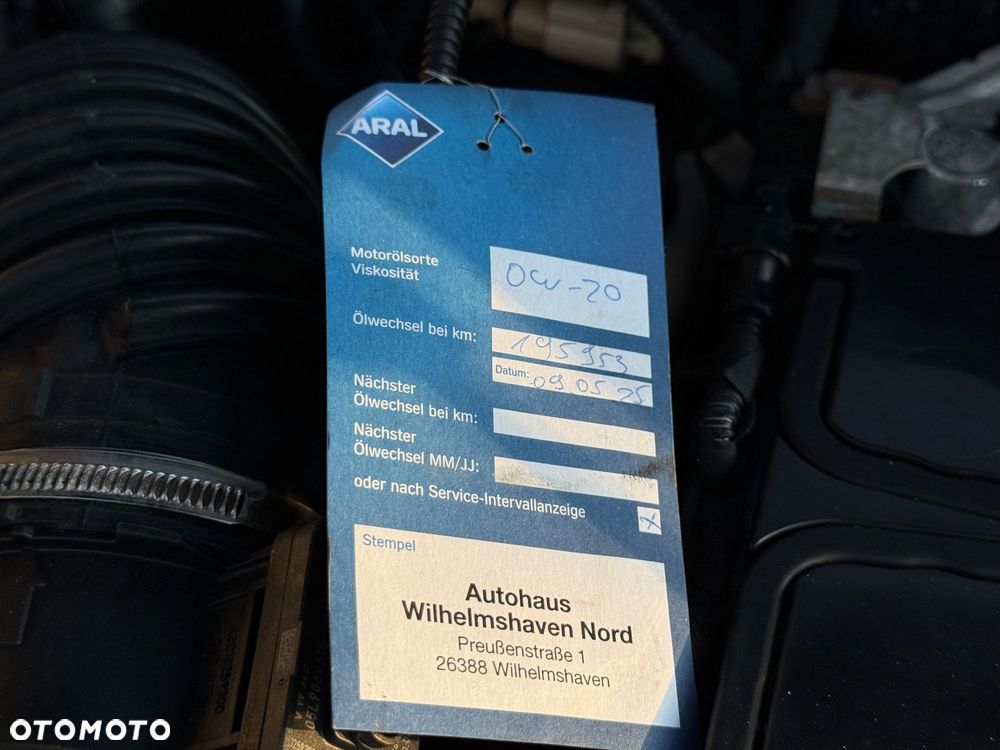 ARAL
Motorölsorte
Viskosität
0W-20
Ölwechsel bei km:
195953
Datum: 09.05 25
Nächster
Ölwechsel bei km:
Nächster
Ölwechsel MM/JJ:
oder nach Service-Intervallanzeige
x
Stempel
Autohaus
Wilhelmshaven Nord
Preußenstraße 1
26388 Wilhelmshaven
OTOMOTO